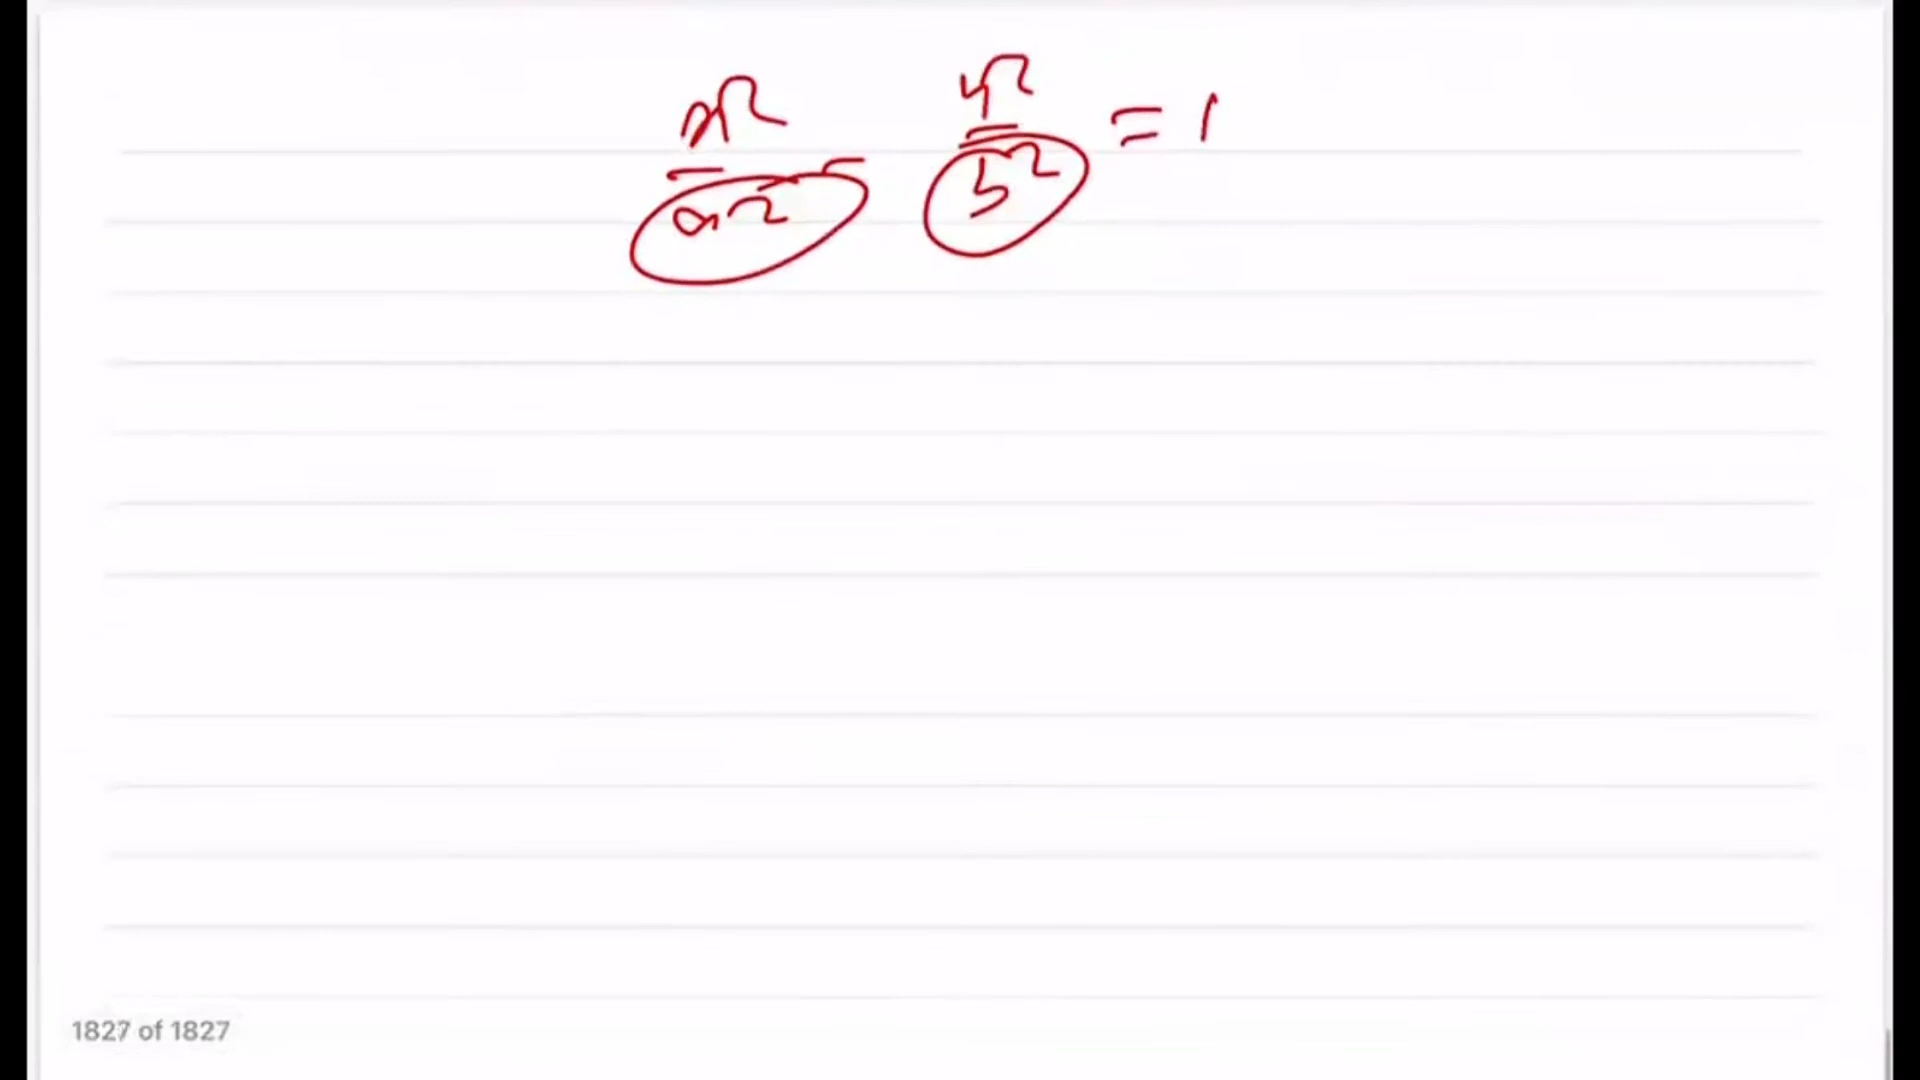 x²/a² - y²/b² = 1
1827 of 1827